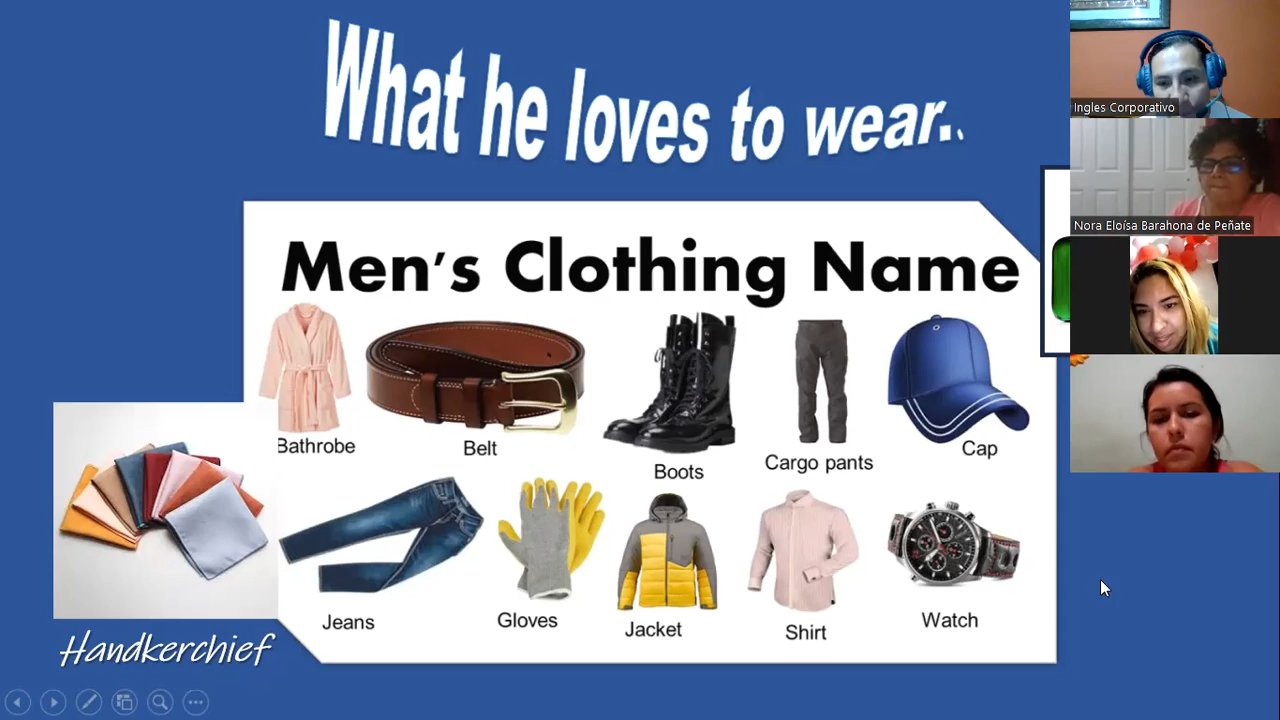 What he loves to wear..
Men's Clothing Name
Bathrobe
Belt
Boots
Cargo pants
Cap
Jeans
Gloves
Jacket
Shirt
Watch
Handkerchief
Ingles Corporativo
Nora Eloísa Barahona de Peñate